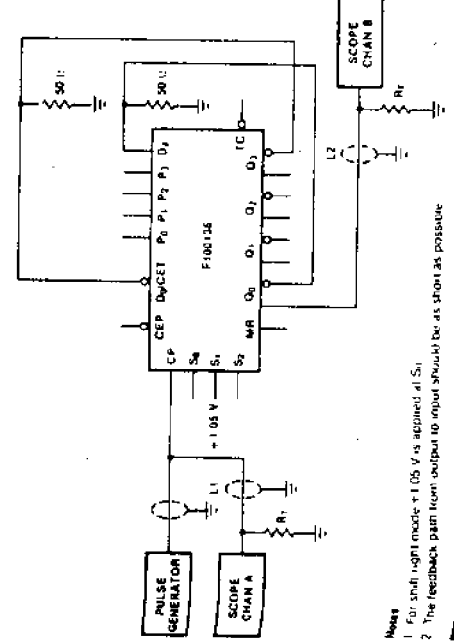 PULSE
GENERATOR
SCOPE
CHAN A
L1
RT
+ 1.05 V
CP
S0
S1
S2
CEP
D0/CET
P0
P1
P2
P3
D3
F100136
MR
Q0
Q1
Q2
Q3
TC
50 Ω
50 Ω
L2
RT
SCOPE
CHAN B
Notes
1 For shift right mode + 1.05 V is applied at S1
2 The feedback path from output to input should be as short as possible